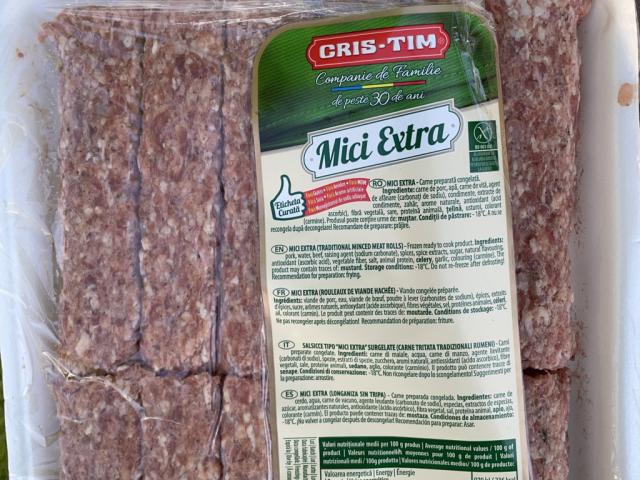 CRIS-TIM
Companie de Familie
de peste 30 de ani
Mici Extra
Etichetă
Curată
RO MICI EXTRA - Carne preparată congelată.
Ingrediente: carne de porc, apă, carne de vită, agent
de afânare (carbonați de sodiu), condimente, extracte de
condimente, zahăr, arome naturale, antioxidant (acid
ascorbic), fibră vegetală, sare, proteină animală, țelină, usturoi, colorant
(carmine). Produsul poate conține urme de: muștar. Condiții de păstrare: - 18°C. A nu se
recongela după decongelare! Recomandare de preparare: prăjire.
EN MICI EXTRA (TRADITIONAL MINCED MEAT ROLLS) - Frozen ready to cook product. Ingredients:
pork, water, beef, raising agent (sodium carbonate), spices, spice extracts, sugar, natural flavouring,
antioxidant (ascorbic acid), vegetable fiber, salt, animal protein, celery, garlic, colouring (carmine). The
product may contain traces of: mustard. Storage conditions: -18°C. Do not re-freeze after defrosting!
Recommendation for preparation: frying.
FR MICI EXTRA (ROULEAUX DE VIANDE HACHÉE) - Viande congelée préparée.
Ingrédients: viande de porc, eau, viande de bœuf, poudre à lever (carbonates de sodium), épices, extraits
d'épices, sucre, arômes naturels, antioxydant (acide ascorbique), fibres végétales, sel, protéines animales, céleri,
ail, colorant (carmin). Le produit peut contenir des traces de: moutarde. Conditions de stockage: -18°C.
Ne pas recongeler après décongélation! Recommandation de préparation: friture.
IT SALSICCE TIPO "MICI EXTRA" SURGELATE (CARNE TRITATA TRADIZIONALI RUMENI) - Carni
preparate congelate. Ingredienti: carne di maiale, acqua, carne di manzo, agente lievitante
(carbonati di sodio), spezie, estratti di spezie, zucchero, aromi naturali, antiossidante (acido ascorbico), fibre
vegetali, sale, proteine animali, sedano, aglio, colorante (carminio). Il prodotto può contenere tracce di:
senape. Condizioni di conservazione: -18°C. Non ricongelare dopo lo scongelamento! Suggerimenti per
la preparazione: arrostire.
ES MICI EXTRA (LONGANIZA SIN TRIPA) - Carne preparada congelada. Ingredientes: carne de
cerdo, agua, carne de vacuno, agente leudante (carbonatos de sodio), especias, extractos de especias,
azúcar, aromatizantes naturales, antioxidante (ácido ascórbico), fibra vegetal, sal, proteína animal, apio, ajo,
colorante (carmín). El producto puede contener trazas de: mostaza. Condiciones de almacenamiento:
-18°C. ¡No volver a congelar después de descongelar! Recomendación para preparar: Asar.
Valori nutriționale medii per 100 g produs | Average nutritional values / 100 g of
product | Valeurs nutritionnelles moyennes pour 100 g de produit | Valori
nutrizionali medi / 100g prodotto | Valores nutricionales medios/ 100 g de producto:
Valoarea energetică | Energy | Énergie